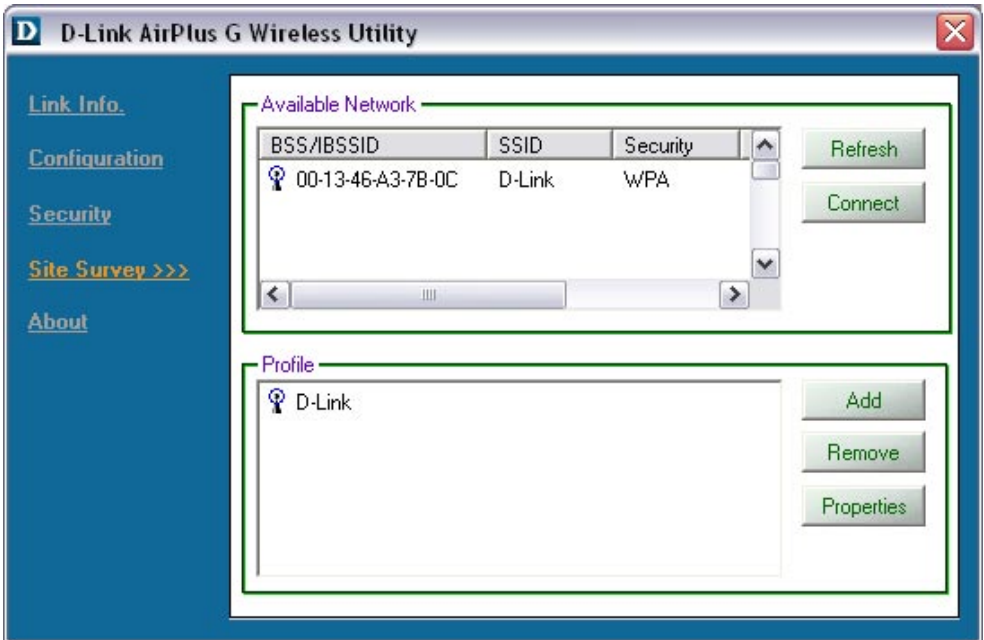 D D-Link AirPlus G Wireless Utility
Link Info.
Configuration
Security
Site Survey >>>
About
Available Network
BSS/IBSSID SSID Security
00-13-46-A3-7B-0C D-Link WPA
Refresh
Connect
Profile
D-Link
Add
Remove
Properties